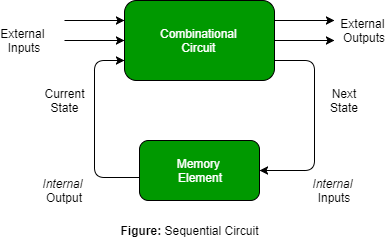 External
Inputs
Combinational
Circuit
External
Outputs
Current
State
Next
State
Memory
Element
Internal
Output
Internal
Inputs
Figure: Sequential Circuit